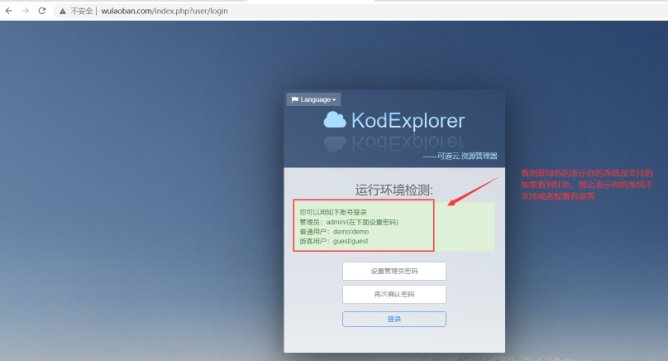 不安全 | wulaoban.com/index.php?user/login
Language
KodExplorer
——可道云.资源管理器
运行环境检测:
您可以用如下账号登录
管理员：admin/(在下面设置密码)
普通用户：demo/demo
游客用户：guest/guest
设置管理员密码
再次确认密码
登录
看到是绿色的表示你的系统是支持的
如果看到红色，那么表示你的系统不
支持或者配置有误等